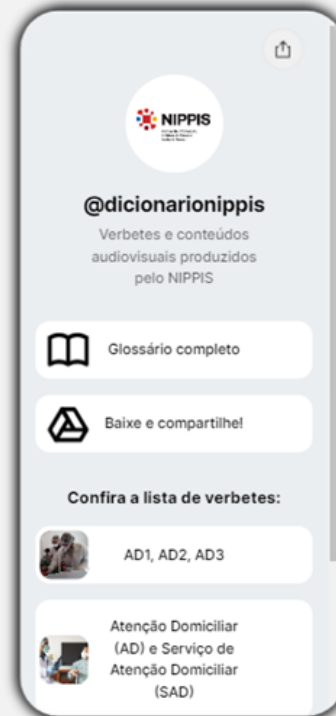 NIPPIS
@dicionarionippis
Verbetes e conteúdos
audiovisuais produzidos
pelo NIPPIS
Glossário completo
Baixe e compartilhe!
Confira a lista de verbetes:
AD1, AD2, AD3
Atenção Domiciliar
(AD) e Serviço de
Atenção Domiciliar
(SAD)